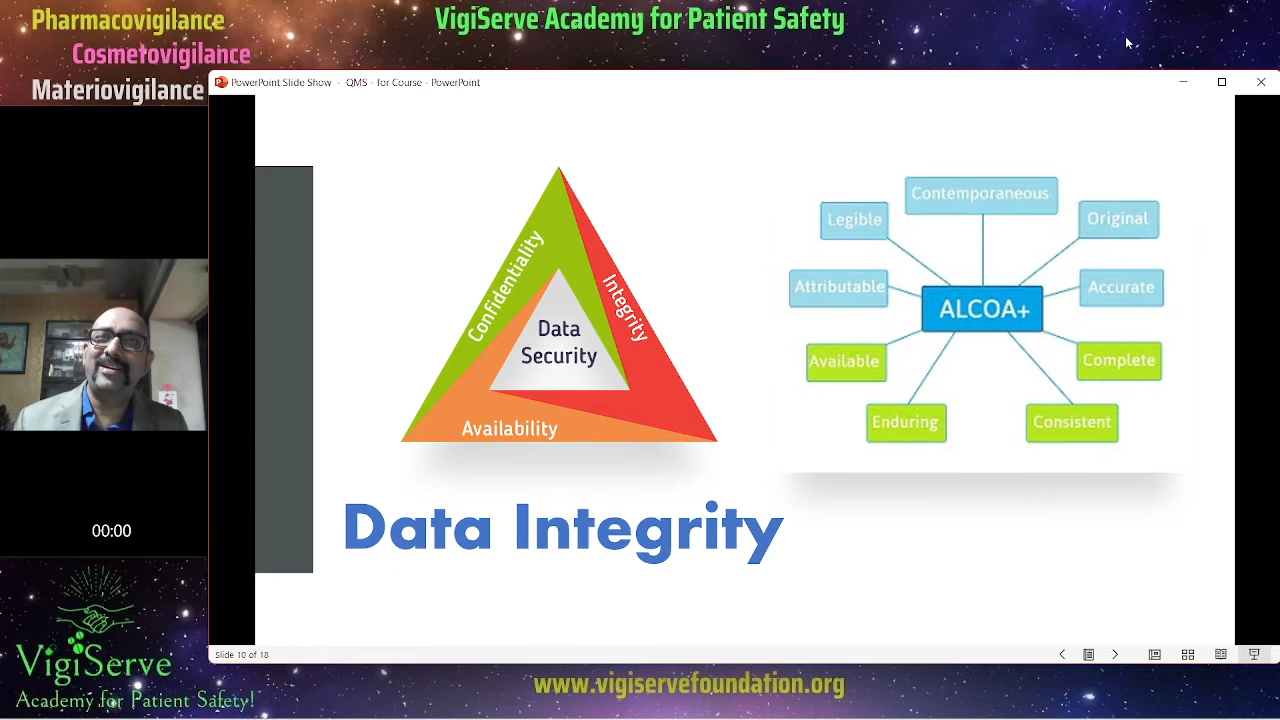 Pharmacovigilance
Cosmetovigilance
Materiovigilance
VigiServe Academy for Patient Safety
PowerPoint Slide Show - QMS - for Course - PowerPoint
Confidentiality
Integrity
Data
Security
Availability
Contemporaneous
Legible
Original
Attributable
Accurate
ALCOA+
Available
Complete
Enduring
Consistent
Data Integrity
00:00
Slide 10 of 18
VigiServe
Academy for Patient Safety!
www.vigiservefoundation.org